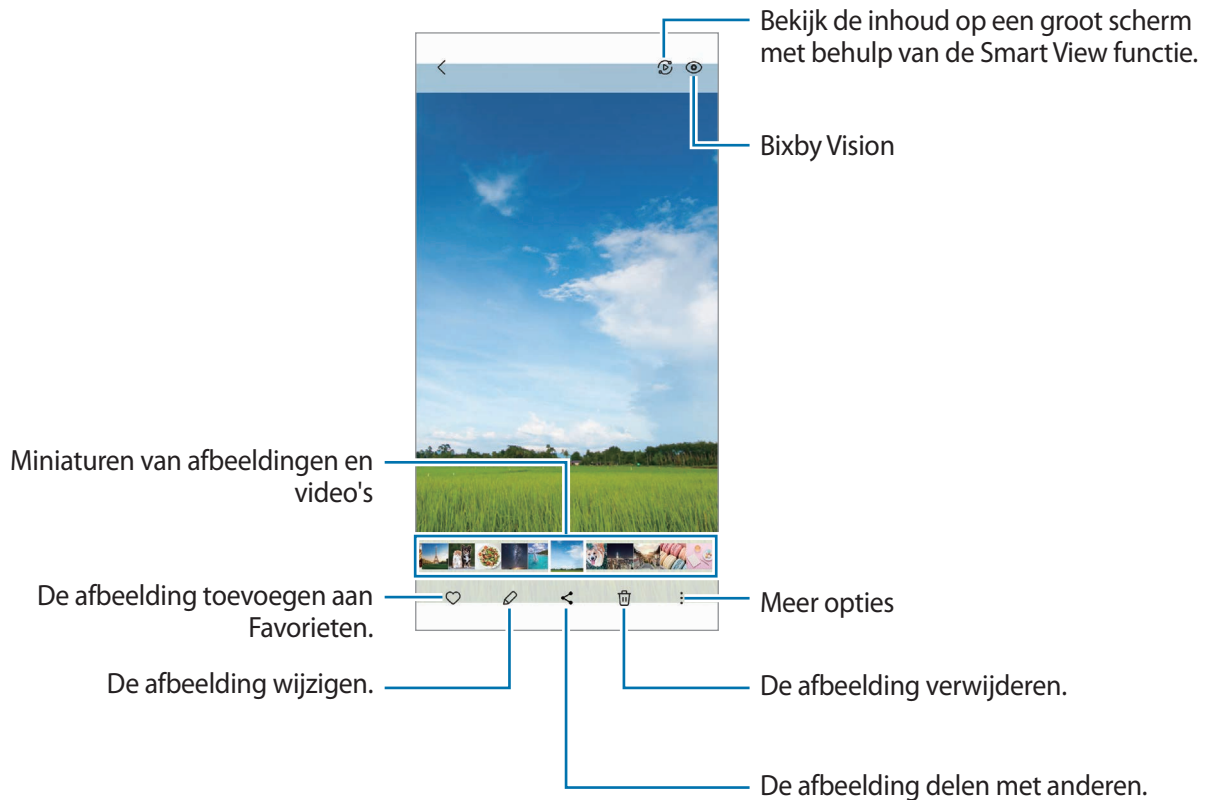 Bekijk de inhoud op een groot scherm
met behulp van de Smart View functie.
Bixby Vision
Miniaturen van afbeeldingen en
video's
De afbeelding toevoegen aan
Favorieten.
Meer opties
De afbeelding wijzigen.
De afbeelding verwijderen.
De afbeelding delen met anderen.